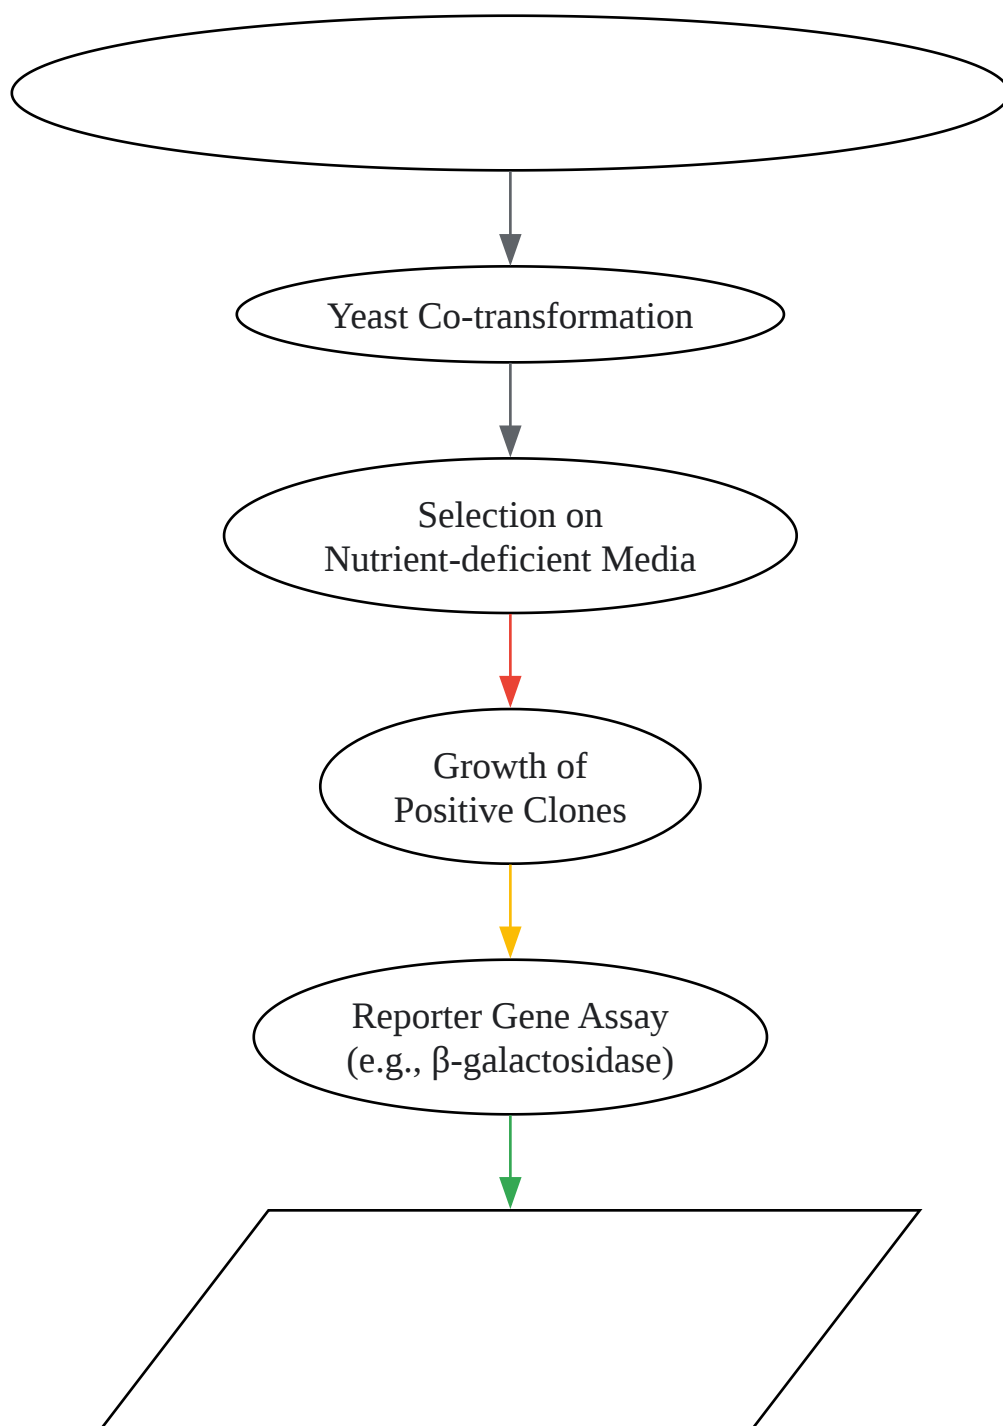 Yeast Co-transformation
Selection on
Nutrient-deficient Media
Growth of
Positive Clones
Reporter Gene Assay
(e.g., β-galactosidase)